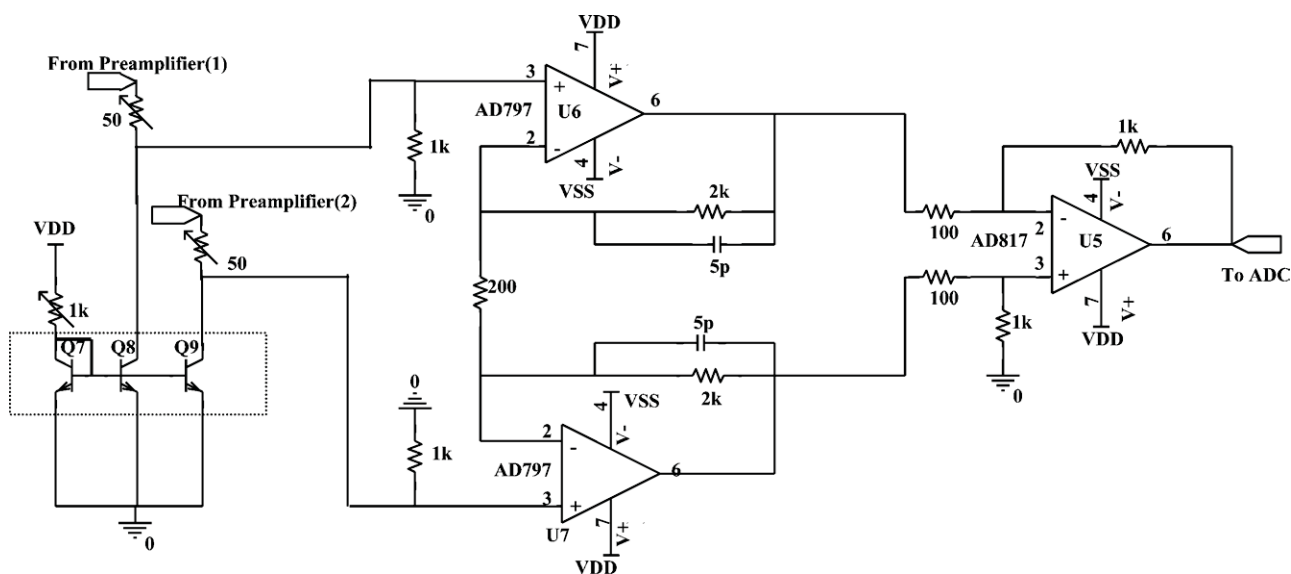 VDD
From Preamplifier(1)
7
V+
3
6
+
50
AD797
U6
1k
1k
2
-
4
V-
VSS
VSS
4
V-
From Preamplifier(2)
0
2k
-
100
AD817
2
U5
6
VDD
50
5p
3
+
To ADC
200
100
1k
1k
7
V+
5p
VDD
Q7
Q8
Q9
0
0
VSS
2k
4
V-
2
-
1k
AD797
6
3
+
U7
7
V+
0
VDD